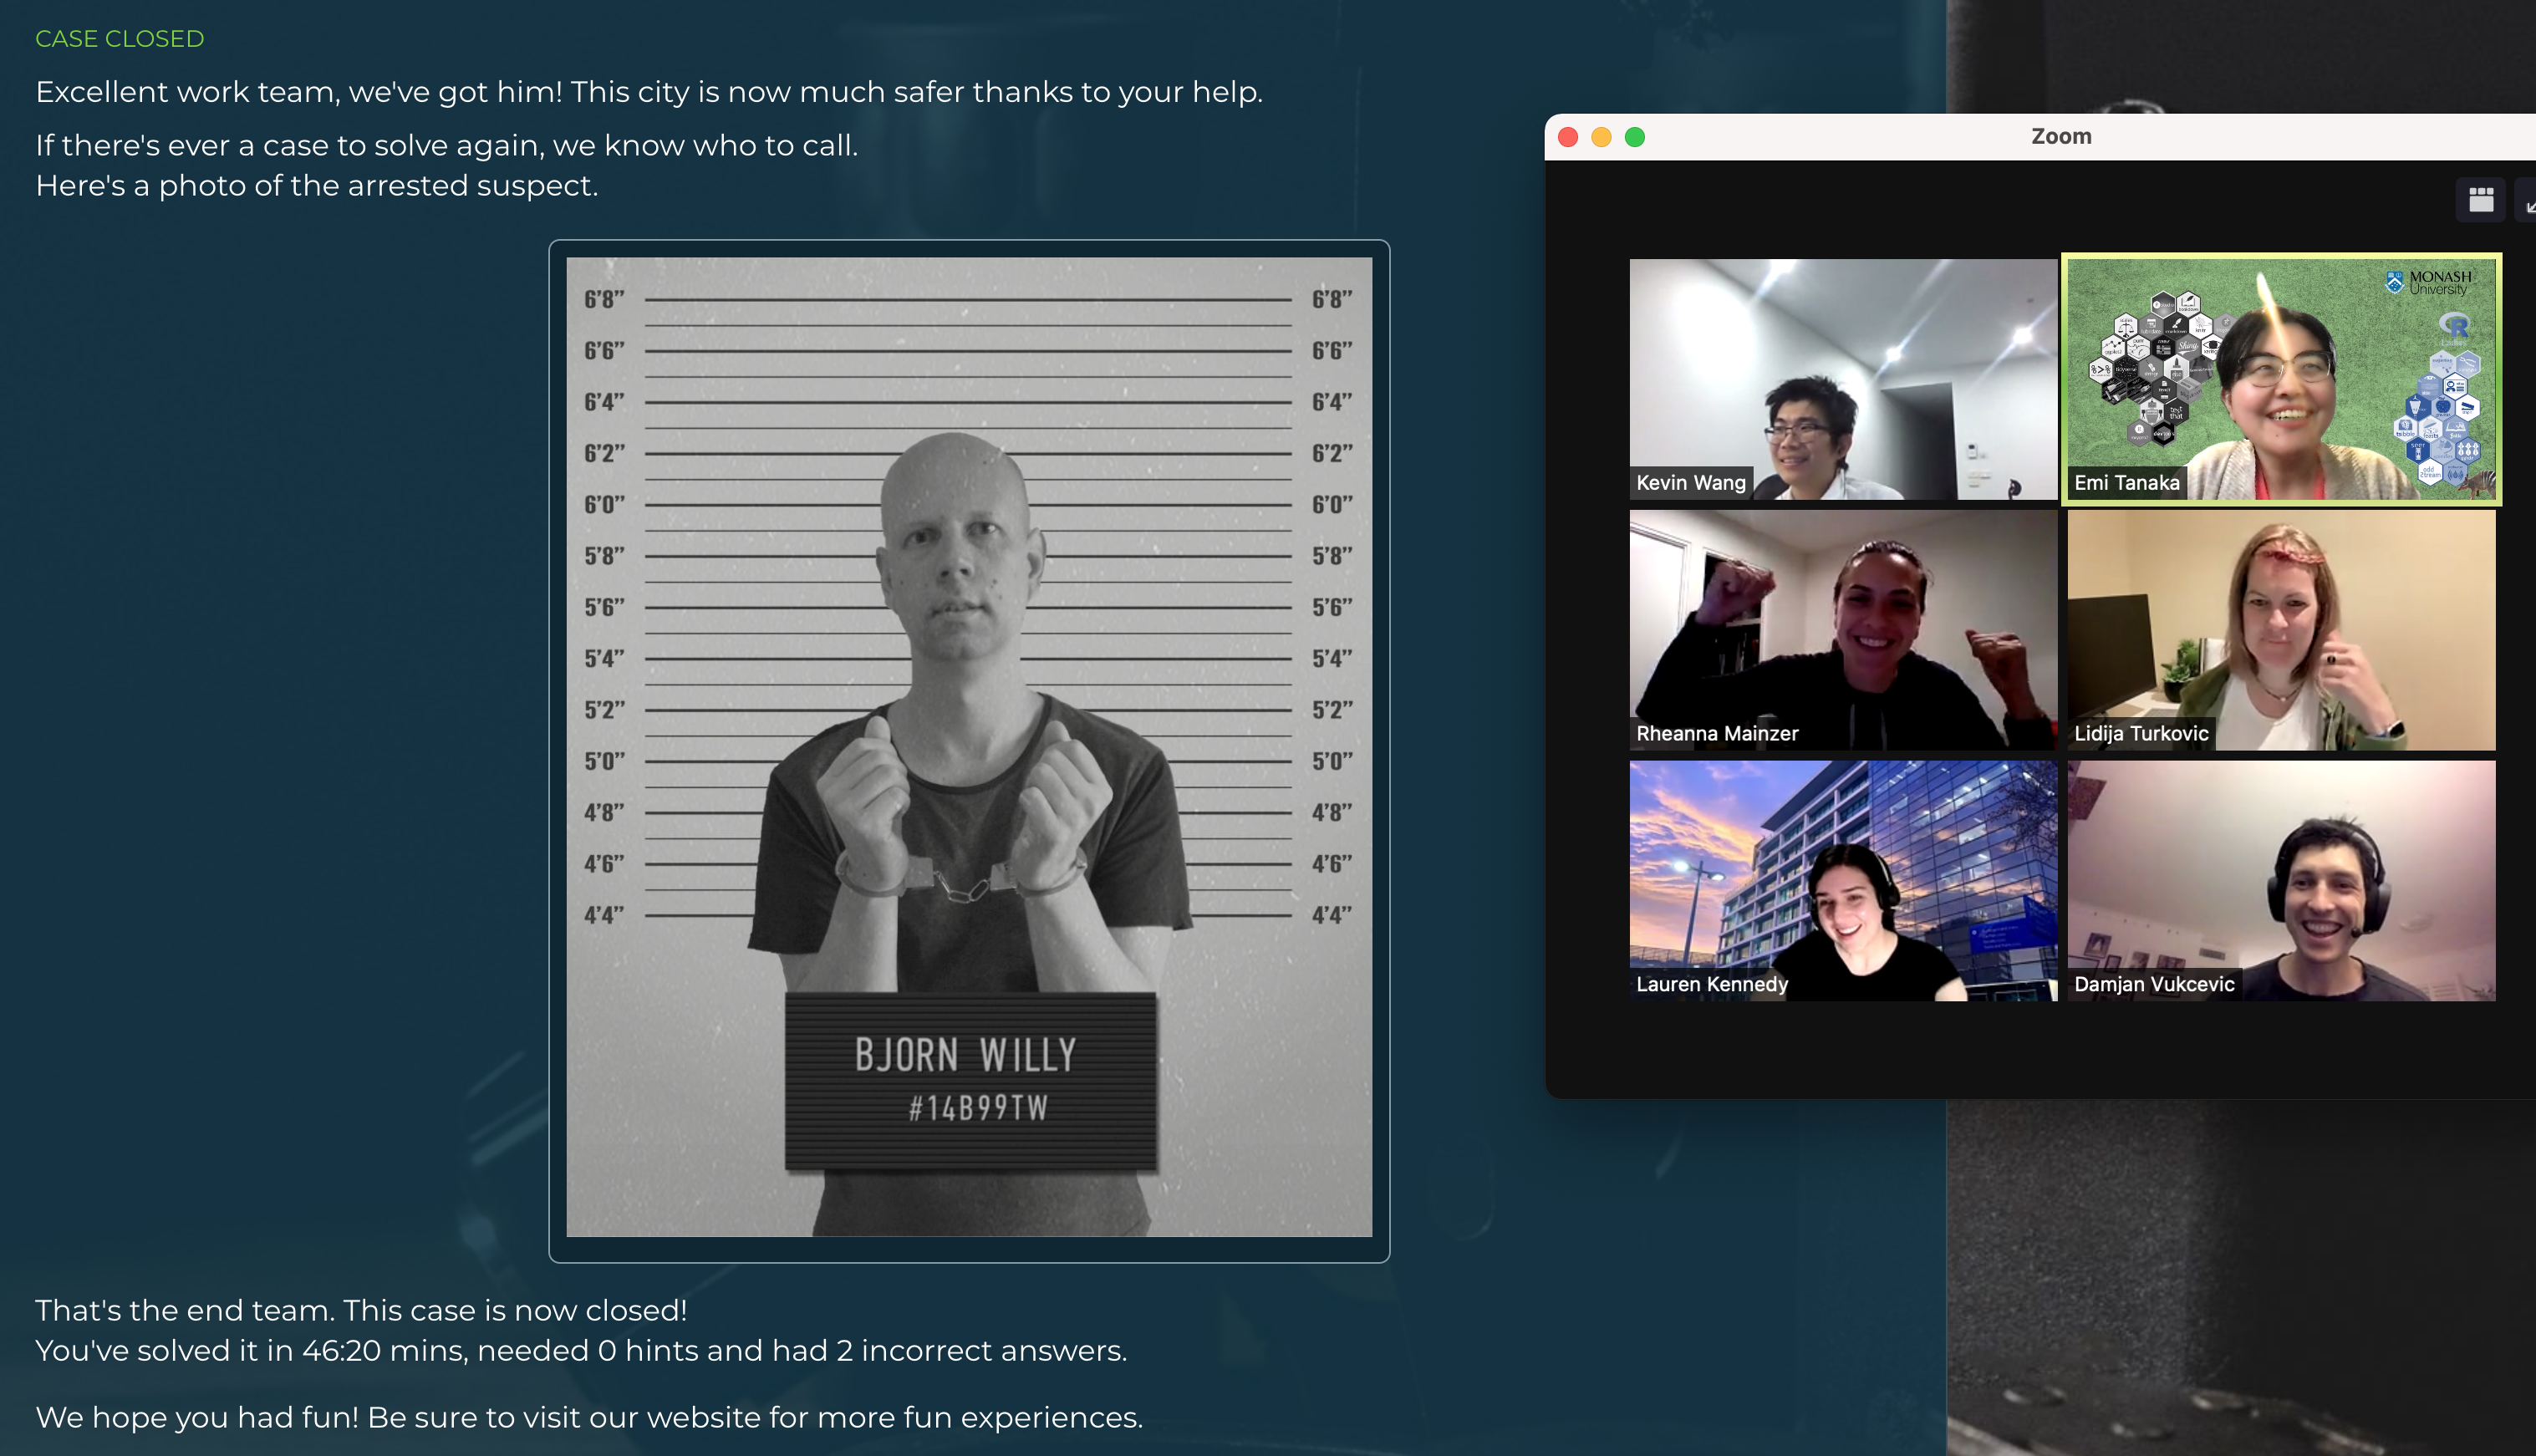 CASE CLOSED
Excellent work team, we've got him! This city is now much safer thanks to your help.
If there's ever a case to solve again, we know who to call.
Here's a photo of the arrested suspect.
6'8” 6'8”
6'6” 6'6”
6'4” 6'4”
6'2” 6'2”
6'0” 6'0”
5'8” 5'8”
5'6” 5'6”
5'4” 5'4”
5'2” 5'2”
5'0” 5'0”
4'8” 4'8”
4'6” 4'6”
4'4” 4'4”
BJORN WILLY
#14B99TW
That's the end team. This case is now closed!
You've solved it in 46:20 mins, needed 0 hints and had 2 incorrect answers.
We hope you had fun! Be sure to visit our website for more fun experiences.
Zoom
Kevin Wang
MONASH
University
R
Shiny
Emi Tanaka
Rheanna Mainzer
Lidija Turkovic
Lauren Kennedy
Damjan Vukcevic